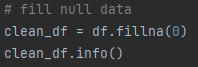 # fill null data
clean_df = df.fillna(0)
clean_df.info()